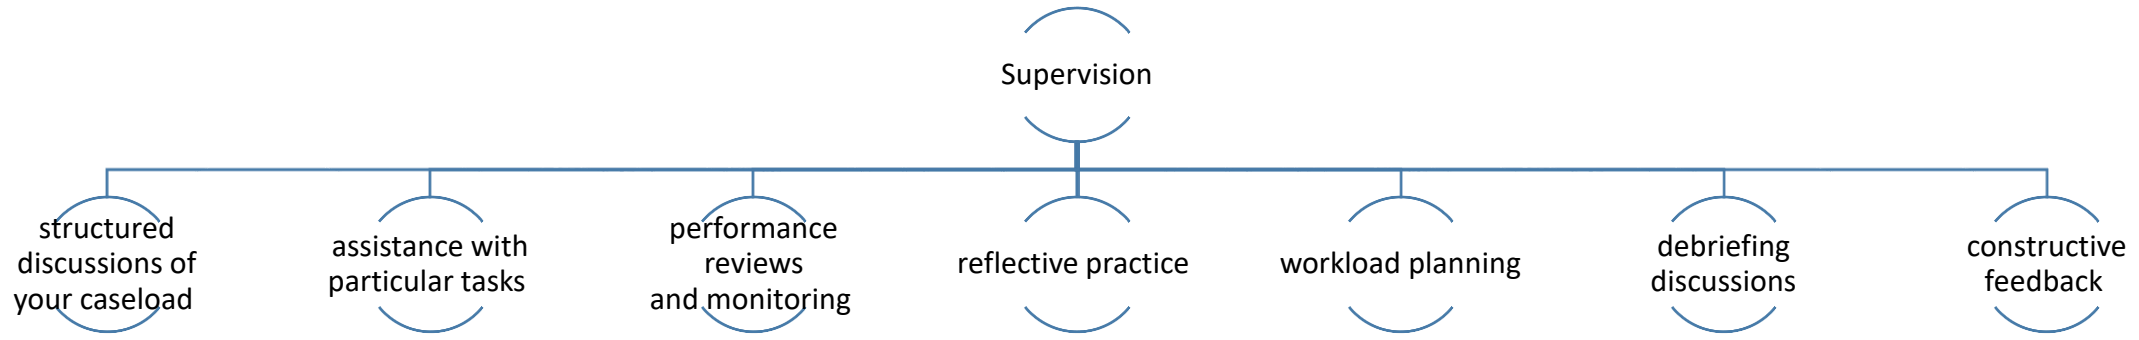 Supervision
structured
discussions of
your caseload
assistance with
particular tasks
performance
reviews
and monitoring
reflective practice
workload planning
debriefing
discussions
constructive
feedback